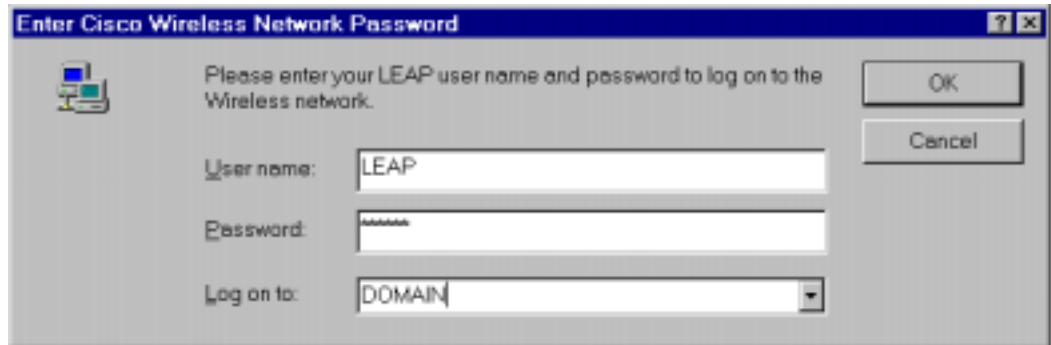 Enter Cisco Wireless Network Password
Please enter your LEAP user name and password to log on to the
Wireless network.
OK
Cancel
User name: LEAP
Password: ******
Log on to: DOMAIN